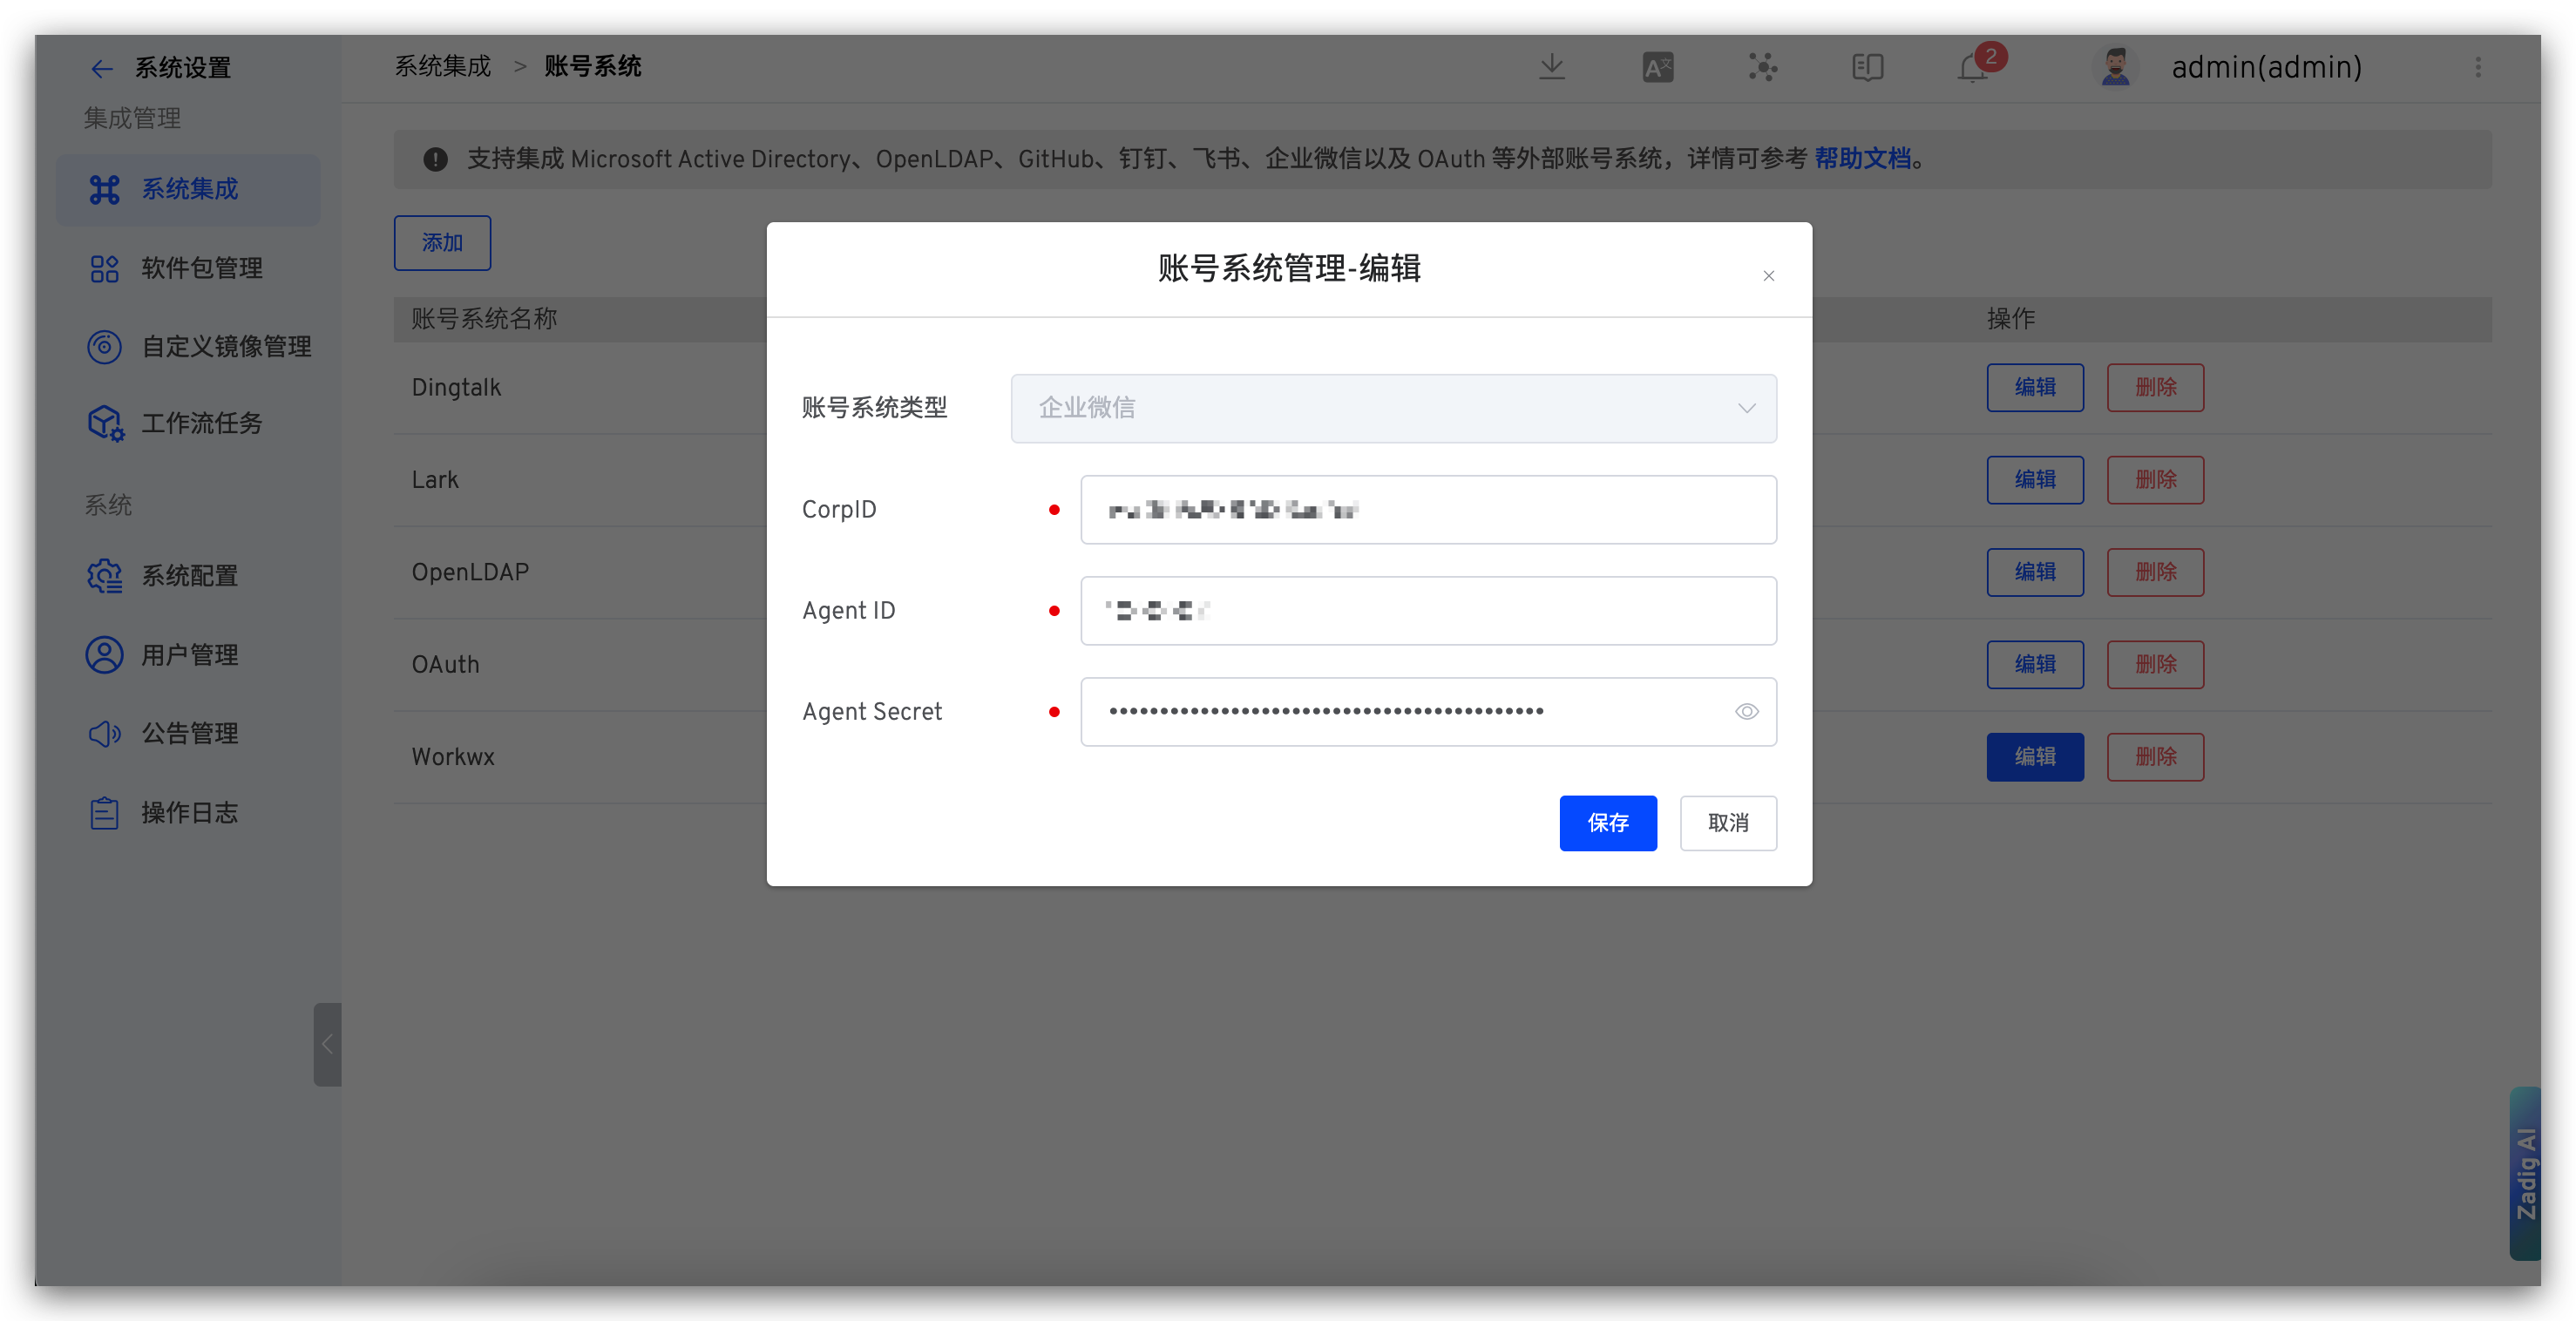 系统设置
集成管理
系统集成
软件包管理
自定义镜像管理
工作流任务
系统
系统配置
用户管理
公告管理
操作日志
系统集成 > 账号系统
2
admin(admin)
支持集成 Microsoft Active Directory、OpenLDAP、GitHub、钉钉、飞书、企业微信以及 OAuth 等外部账号系统，详情可参考 帮助文档。
添加
账号系统名称 操作
Dingtalk 编辑 删除
Lark 编辑 删除
OpenLDAP 编辑 删除
OAuth 编辑 删除
Workwx 编辑 删除
账号系统管理-编辑
账号系统类型 企业微信
CorpID
Agent ID
Agent Secret
保存 取消
Zadig AI